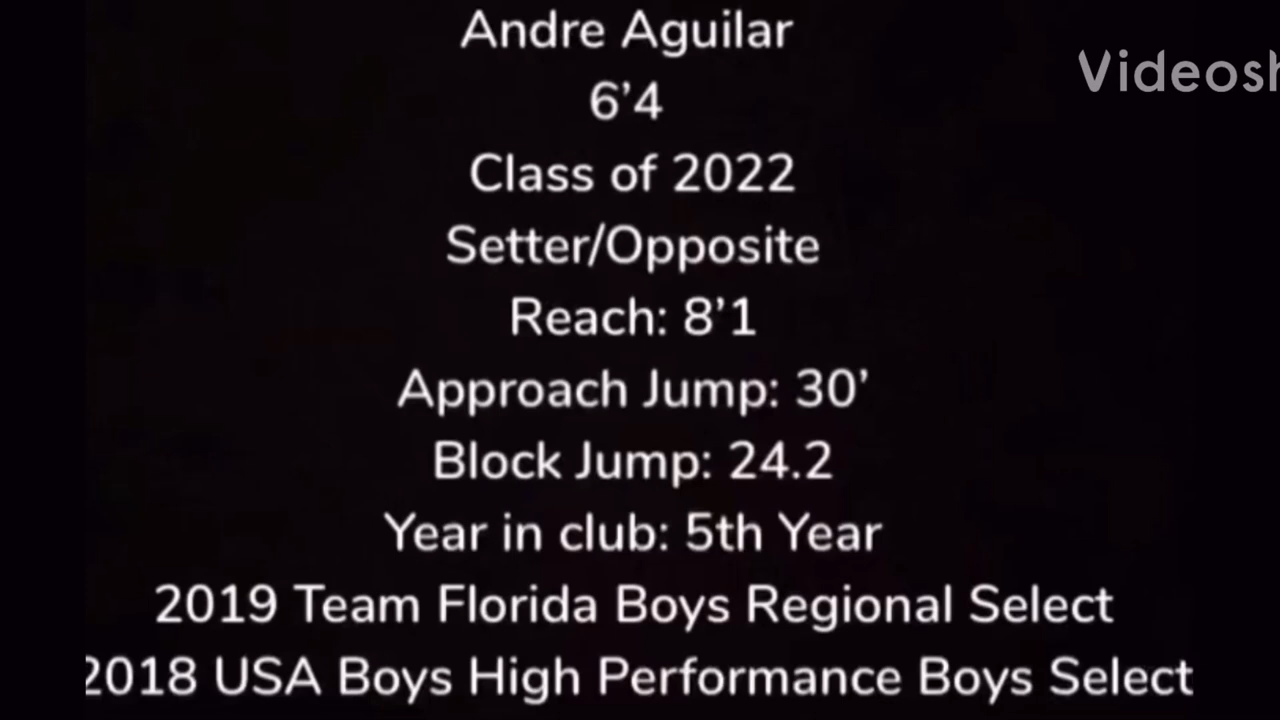 Andre Aguilar
Videosh
6’4
Class of 2022
Setter/Opposite
Reach: 8’1
Approach Jump: 30’
Block Jump: 24.2
Year in club: 5th Year
2019 Team Florida Boys Regional Select
2018 USA Boys High Performance Boys Select